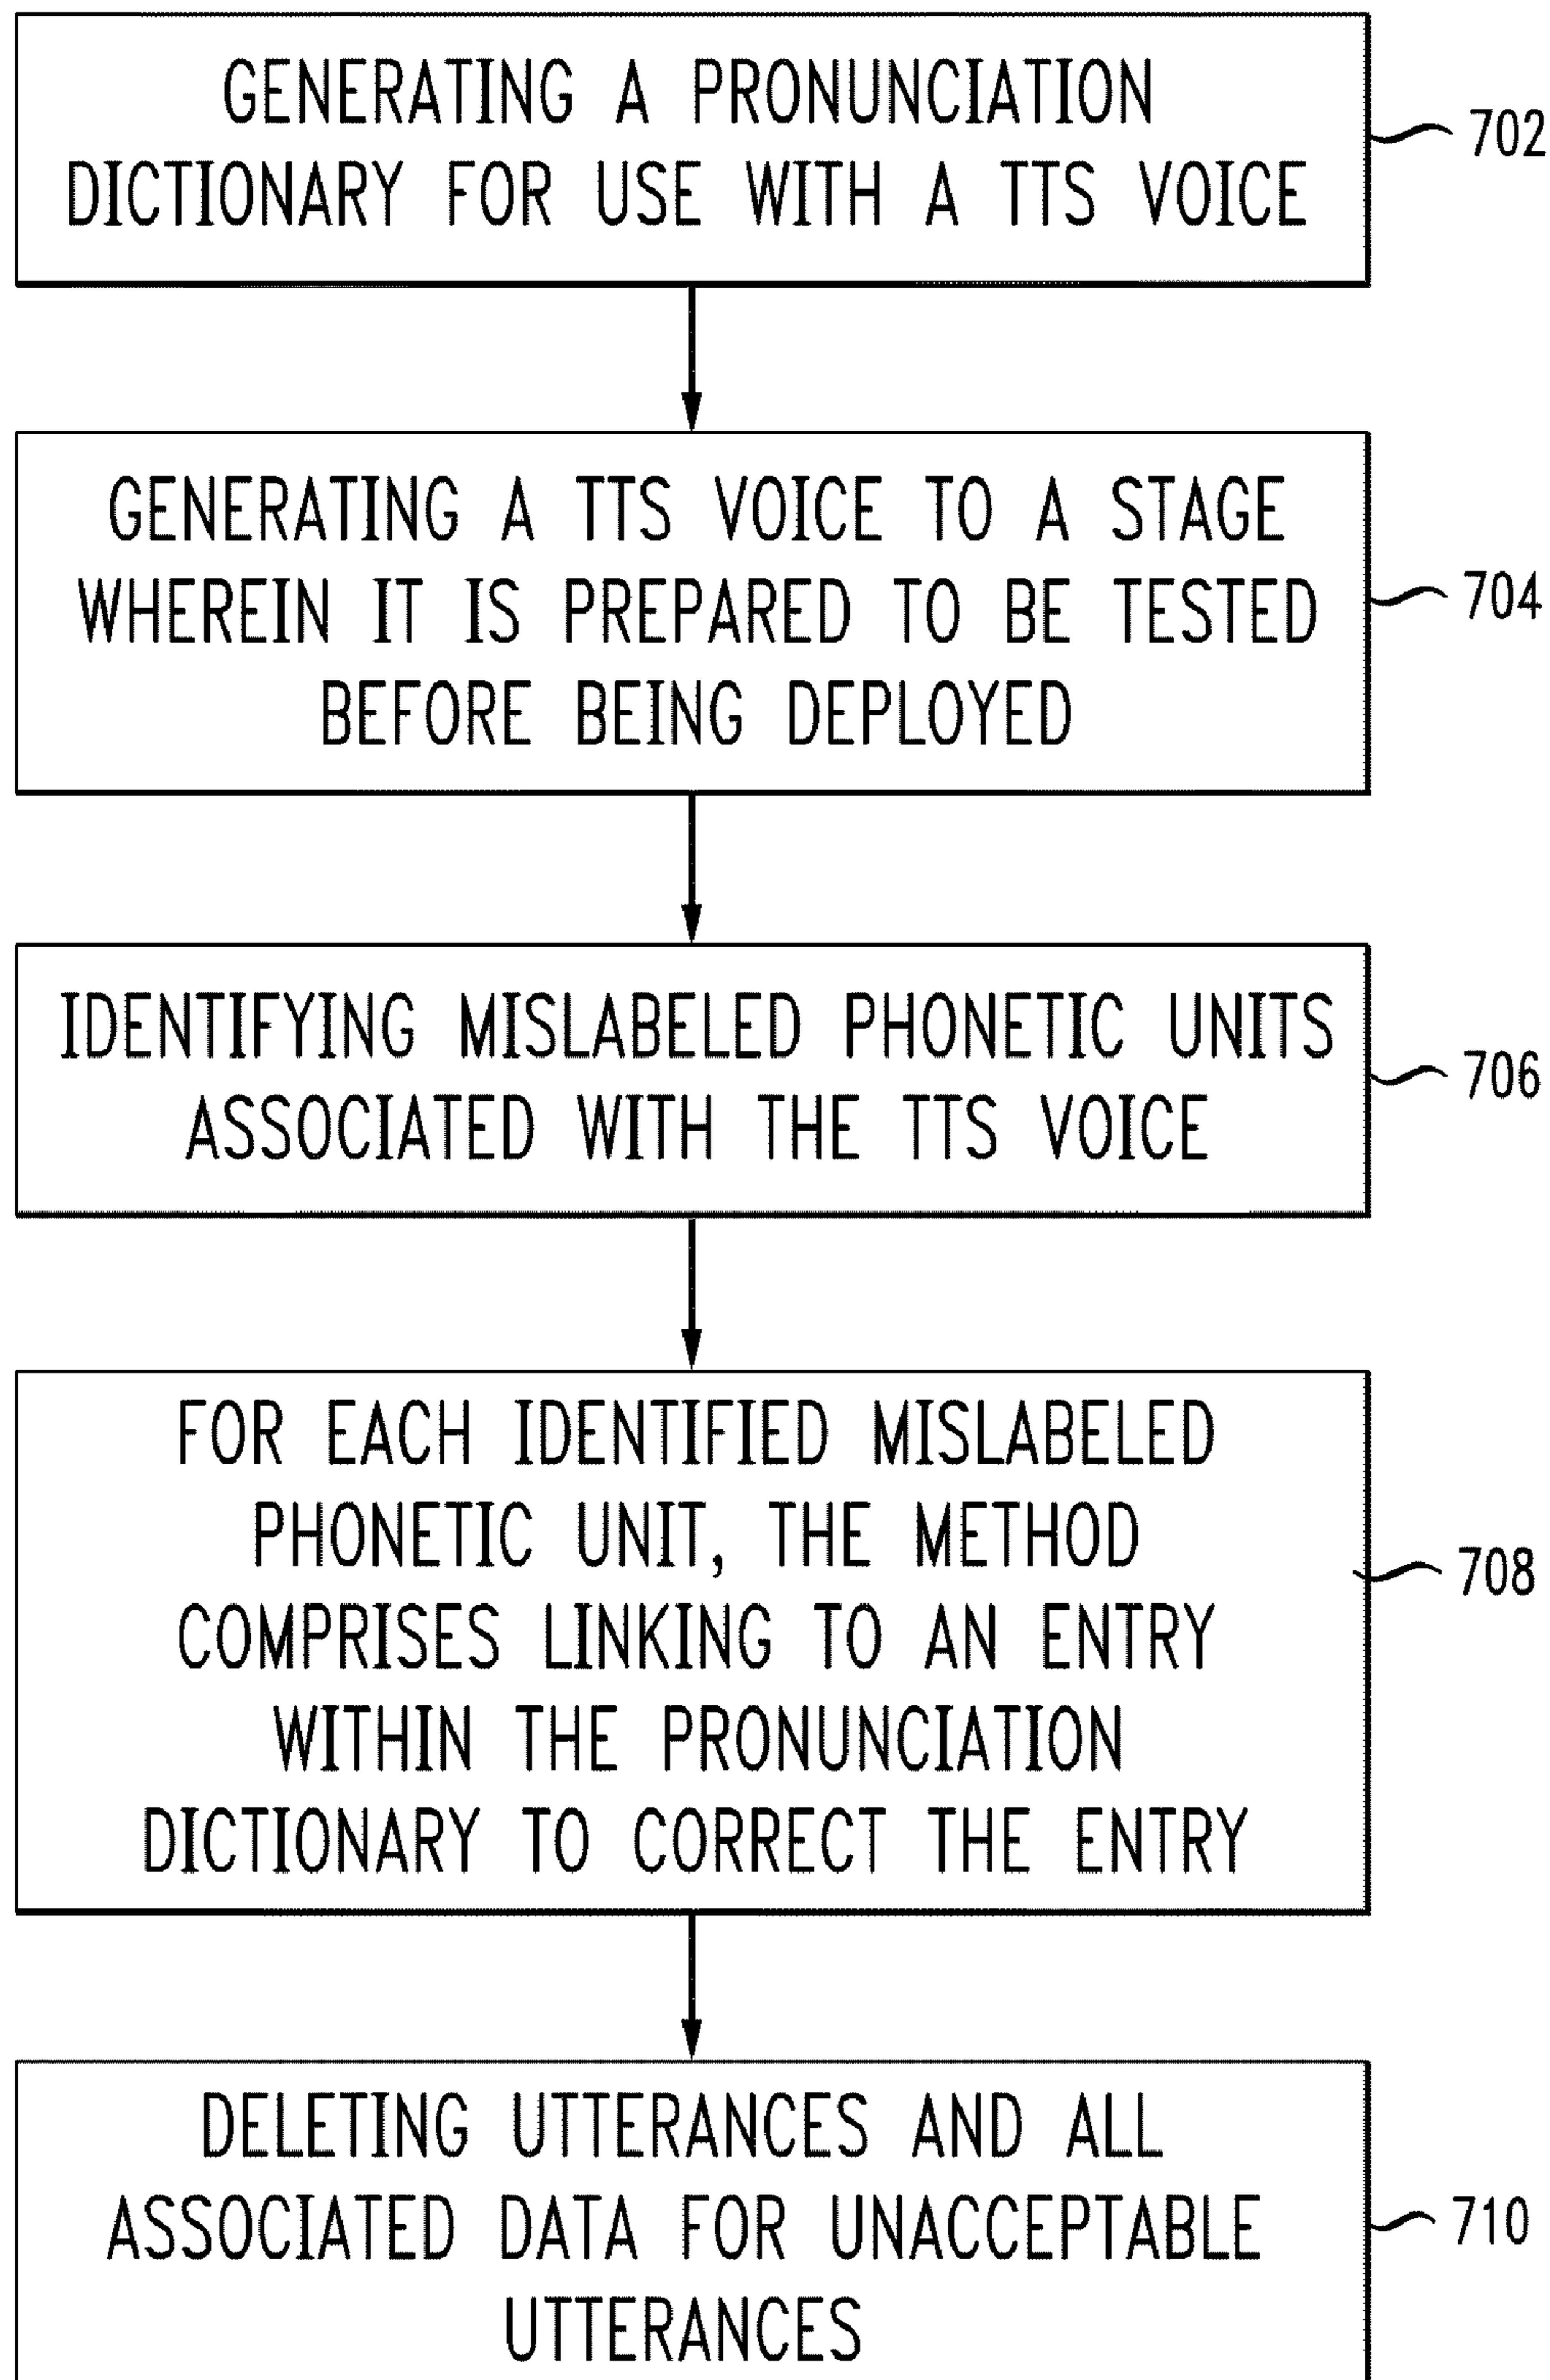 GENERATING A PRONUNCIATION
DICTIONARY FOR USE WITH A TTS VOICE
702
GENERATING A TTS VOICE TO A STAGE
WHEREIN IT IS PREPARED TO BE TESTED
BEFORE BEING DEPLOYED
704
IDENTIFYING MISLABELED PHONETIC UNITS
ASSOCIATED WITH THE TTS VOICE
706
FOR EACH IDENTIFIED MISLABELED
PHONETIC UNIT, THE METHOD
COMPRISES LINKING TO AN ENTRY
WITHIN THE PRONUNCIATION
DICTIONARY TO CORRECT THE ENTRY
708
DELETING UTTERANCES AND ALL
ASSOCIATED DATA FOR UNACCEPTABLE
UTTERANCES
710